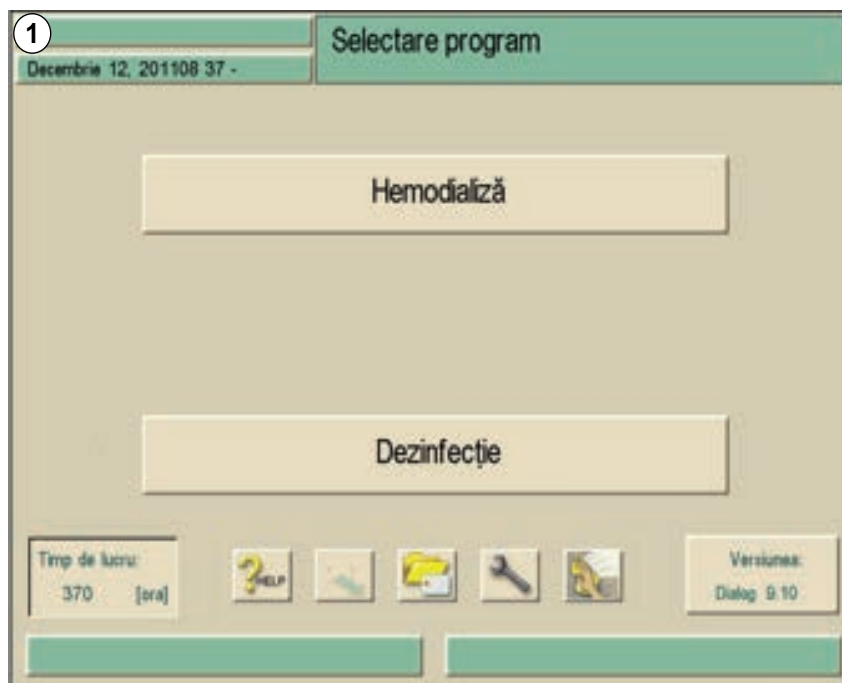 1
Selectare program
Decembrie 12, 201108 37 -
Hemodializă
Dezinfecție
Timp de lucru:
370 [ora]
?HELP
Versiunea:
Dialog 9.10